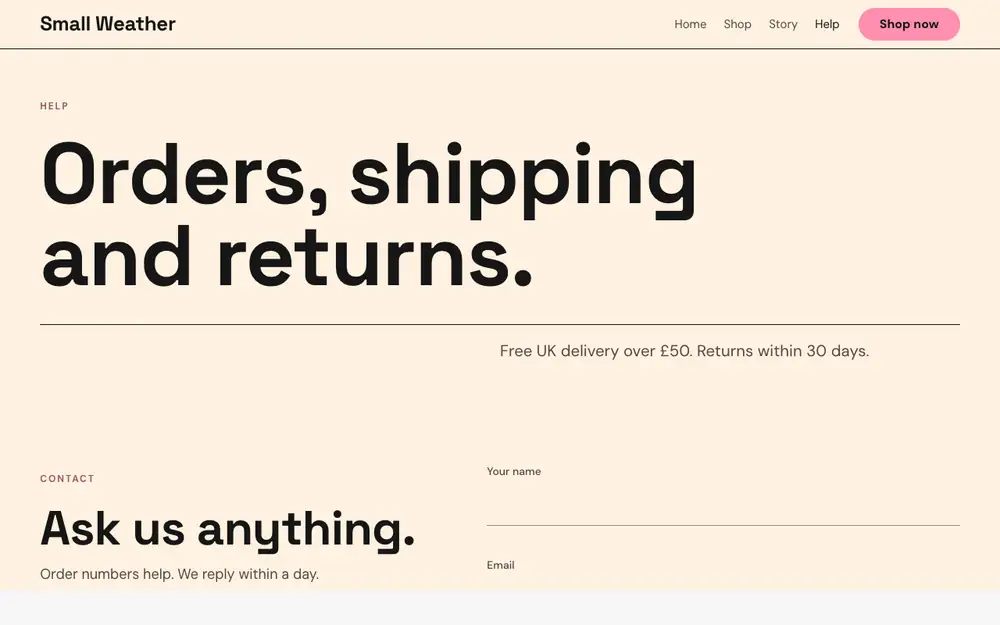 Small Weather
Home Shop Story Help Shop now
HELP
Orders, shipping
and returns.
Free UK delivery over £50. Returns within 30 days.
CONTACT
Ask us anything.
Order numbers help. We reply within a day.
Your name
Email